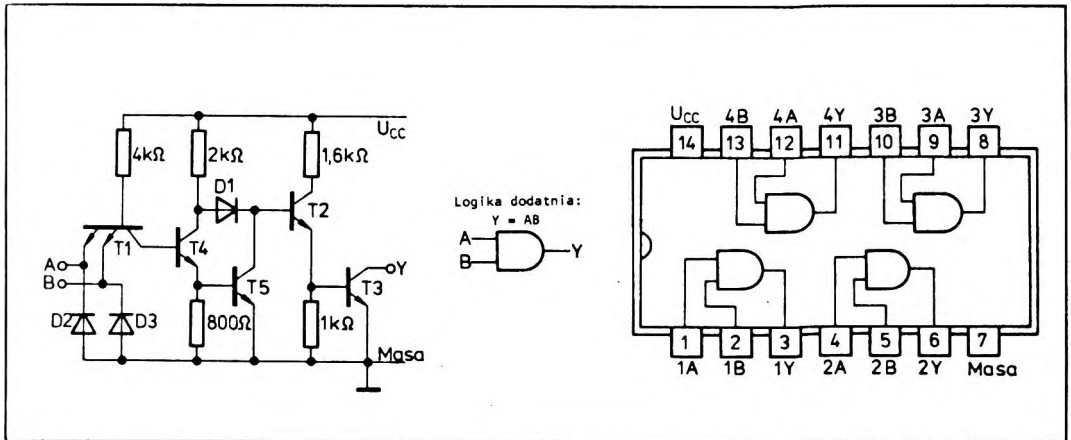 UCC
4kΩ
2kΩ
1,6kΩ
D1
T2
T1
T4
A
B
T5
Y
T3
D2
D3
800Ω
1kΩ
Masa
Logika dodatnia:
Y = AB
A
B
Y
UCC 4B 4A 4Y 3B 3A 3Y
14 13 12 11 10 9 8
1 2 3 4 5 6 7
1A 1B 1Y 2A 2B 2Y Masa